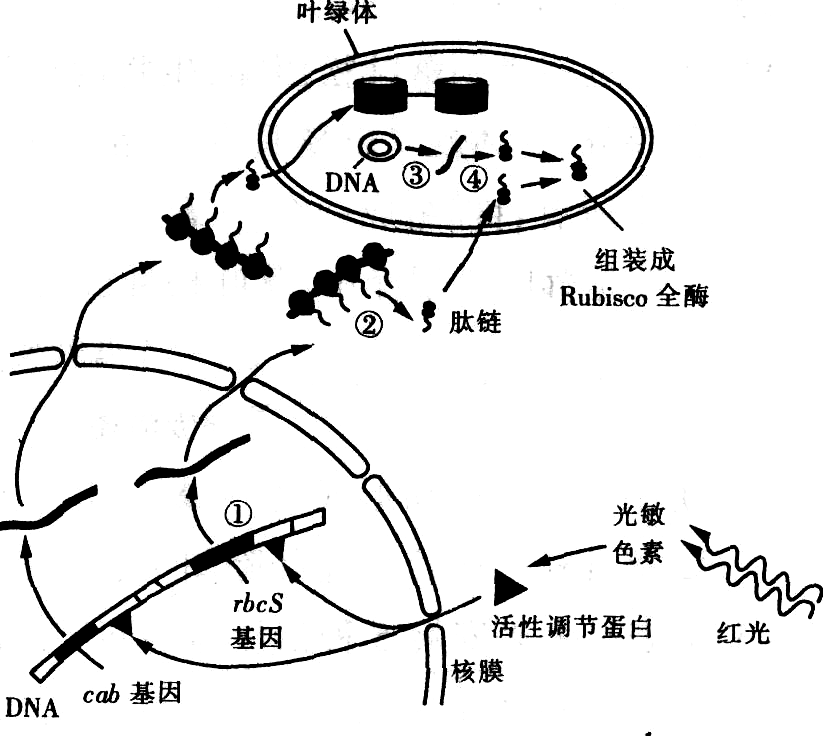 叶绿体
DNA
③
④
组装成
Rubisco 全酶
②
肽链
①
光敏
色素
rbcS
基因
活性调节蛋白
红光
核膜
cab 基因
DNA